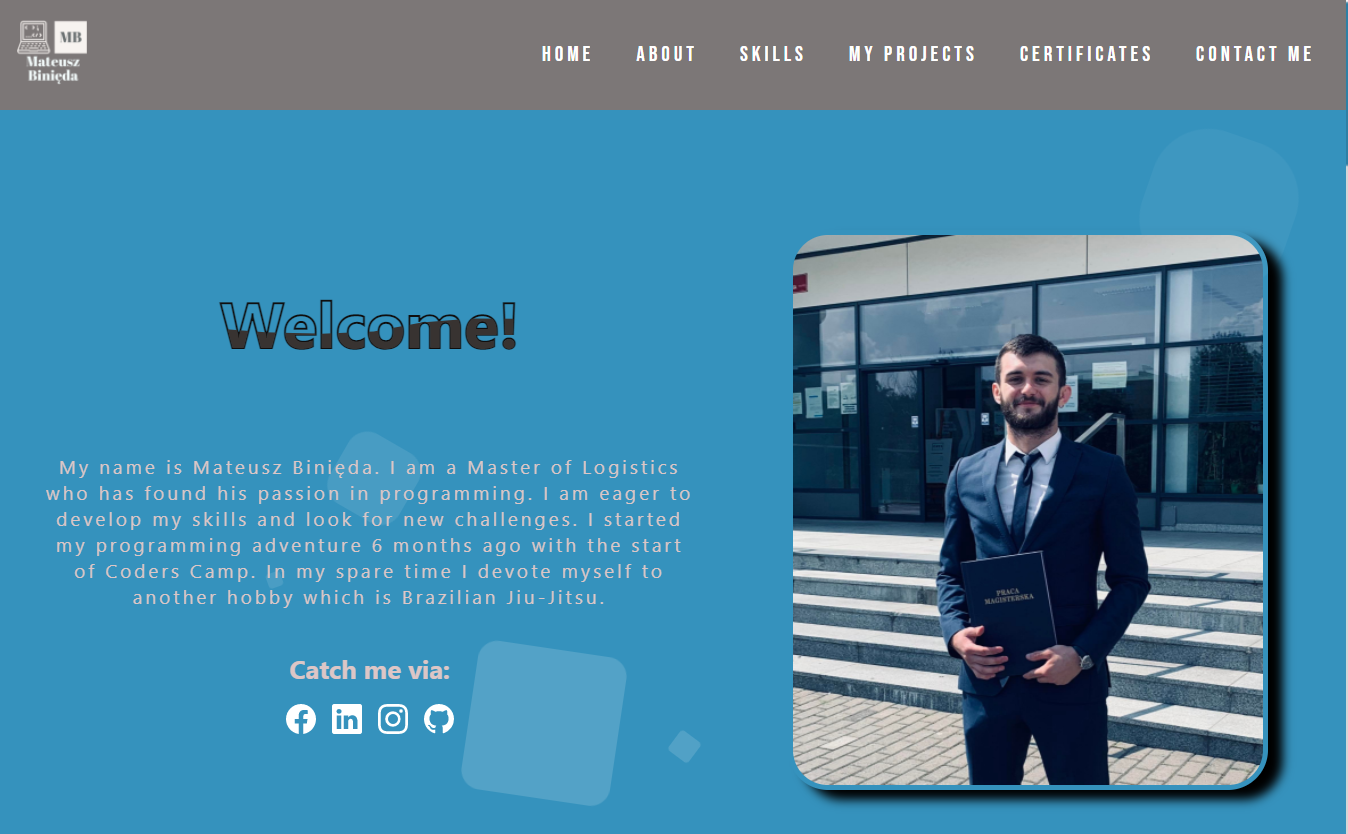 MB
Mateusz
Binięda
HOME ABOUT SKILLS MY PROJECTS CERTIFICATES CONTACT ME
Welcome!
My name is Mateusz Binięda. I am a Master of Logistics
who has found his passion in programming. I am eager to
develop my skills and look for new challenges. I started
my programming adventure 6 months ago with the start
of Coders Camp. In my spare time I devote myself to
another hobby which is Brazilian Jiu-Jitsu.
Catch me via:
in
PRACA
MAGISTERSKA